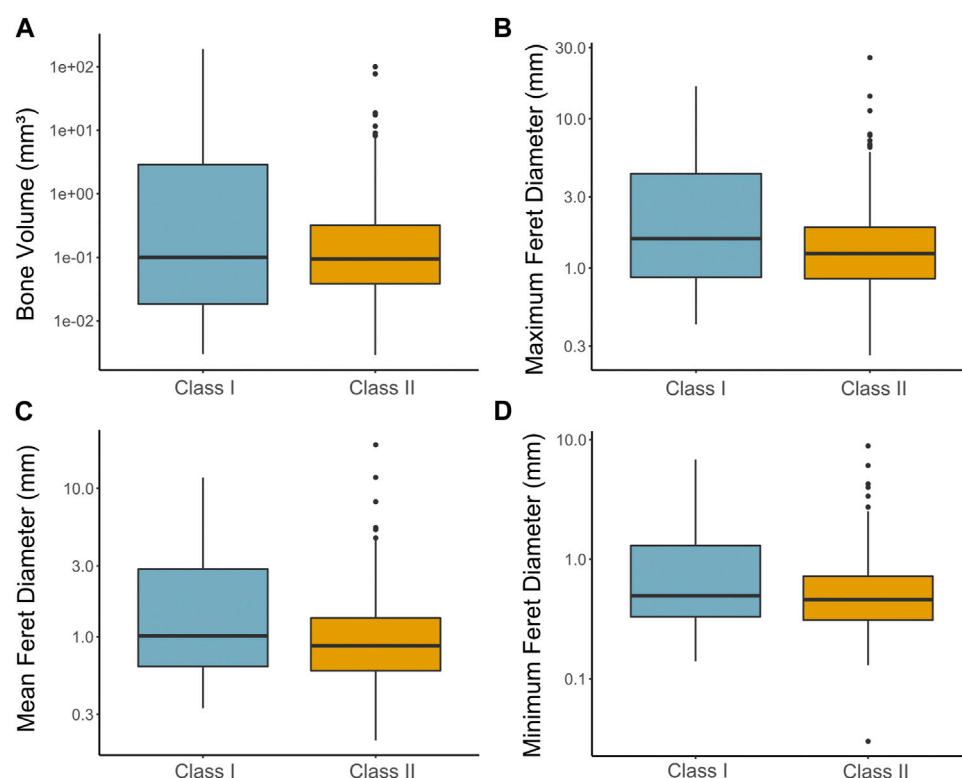 A
Bone Volume (mm³)
1e+02
1e+01
1e+00
1e-01
1e-02
Class I
Class II
B
Maximum Feret Diameter (mm)
30.0
10.0
3.0
1.0
0.3
Class I
Class II
C
Mean Feret Diameter (mm)
10.0
3.0
1.0
0.3
Class I
Class II
D
Minimum Feret Diameter (mm)
10.0
1.0
0.1
Class I
Class II